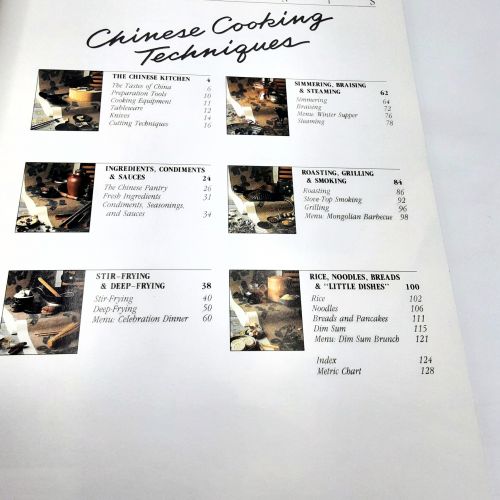 Chinese Cooking
Techniques
THE CHINESE KITCHEN 4
The Tastes of China 6
Preparation Tools 10
Cooking Equipment 11
Tableware 12
Knives 14
Cutting Techniques 16
INGREDIENTS, CONDIMENTS
& SAUCES 24
The Chinese Pantry 26
Fresh Ingredients 31
Condiments, Seasonings,
and Sauces 34
STIR-FRYING
& DEEP-FRYING 38
Stir-Frying 40
Deep-Frying 50
Menu: Celebration Dinner 60
SIMMERING, BRAISING
& STEAMING 62
Simmering 64
Braising 72
Menu: Winter Supper 76
Steaming 78
ROASTING, GRILLING
& SMOKING 84
Roasting 86
Stove-Top Smoking 92
Grilling 96
Menu: Mongolian Barbecue 98
RICE, NOODLES, BREADS
& "LITTLE DISHES" 100
Rice 102
Noodles 106
Breads and Pancakes 111
Dim Sum 115
Menu: Dim Sum Brunch 121
Index 124
Metric Chart 128